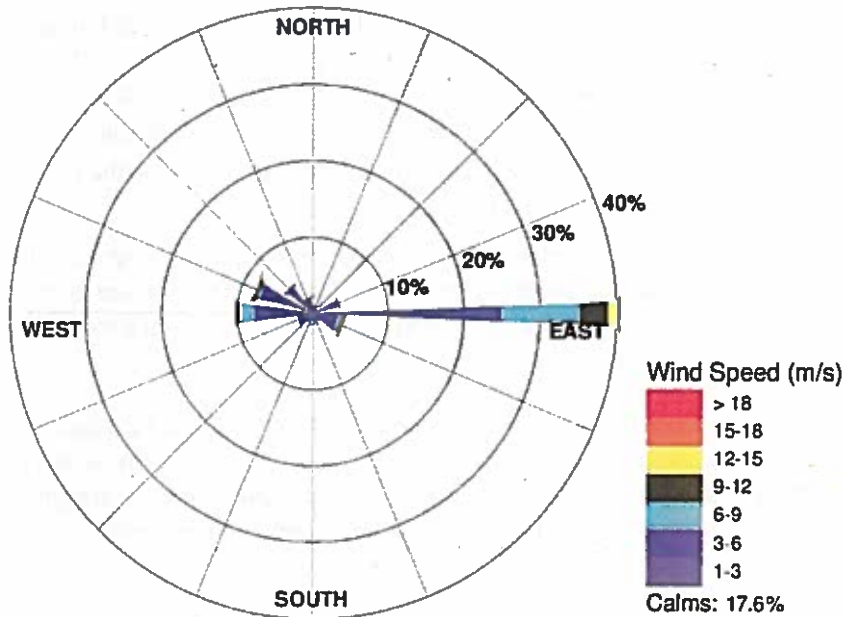 NORTH
40%
30%
20%
10%
WEST
EAST
SOUTH
Wind Speed (m/s)
> 18
15-18
12-15
9-12
6-9
3-6
1-3
Calms: 17.6%